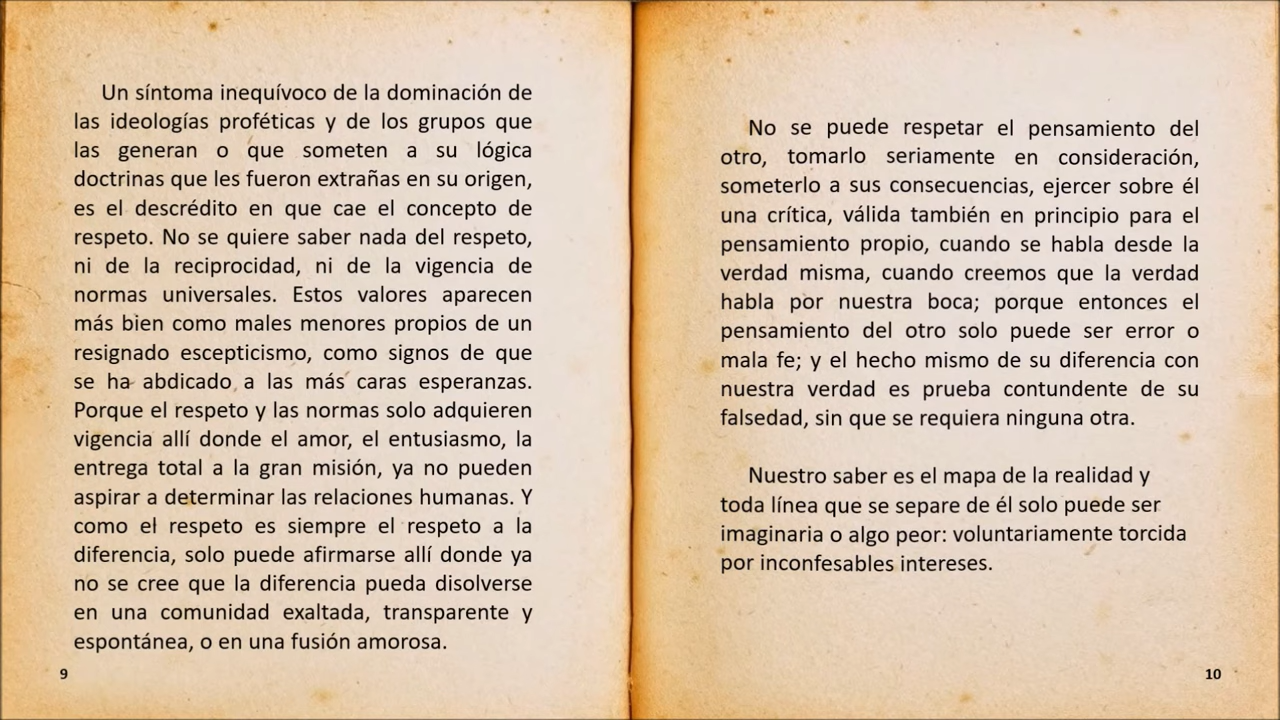 Un síntoma inequívoco de la dominación de
las ideologías proféticas y de los grupos que
las generan o que someten a su lógica
doctrinas que les fueron extrañas en su origen,
es el descrédito en que cae el concepto de
respeto. No se quiere saber nada del respeto,
ni de la reciprocidad, ni de la vigencia de
normas universales. Estos valores aparecen
más bien como males menores propios de un
resignado escepticismo, como signos de que
se ha abdicado a las más caras esperanzas.
Porque el respeto y las normas solo adquieren
vigencia allí donde el amor, el entusiasmo, la
entrega total a la gran misión, ya no pueden
aspirar a determinar las relaciones humanas. Y
como el respeto es siempre el respeto a la
diferencia, solo puede afirmarse allí donde ya
no se cree que la diferencia pueda disolverse
en una comunidad exaltada, transparente y
espontánea, o en una fusión amorosa.
9
No se puede respetar el pensamiento del
otro, tomarlo seriamente en consideración,
someterlo a sus consecuencias, ejercer sobre él
una crítica, válida también en principio para el
pensamiento propio, cuando se habla desde la
verdad misma, cuando creemos que la verdad
habla por nuestra boca; porque entonces el
pensamiento del otro solo puede ser error o
mala fe; y el hecho mismo de su diferencia con
nuestra verdad es prueba contundente de su
falsedad, sin que se requiera ninguna otra.
Nuestro saber es el mapa de la realidad y
toda línea que se separe de él solo puede ser
imaginaria o algo peor: voluntariamente torcida
por inconfesables intereses.
10